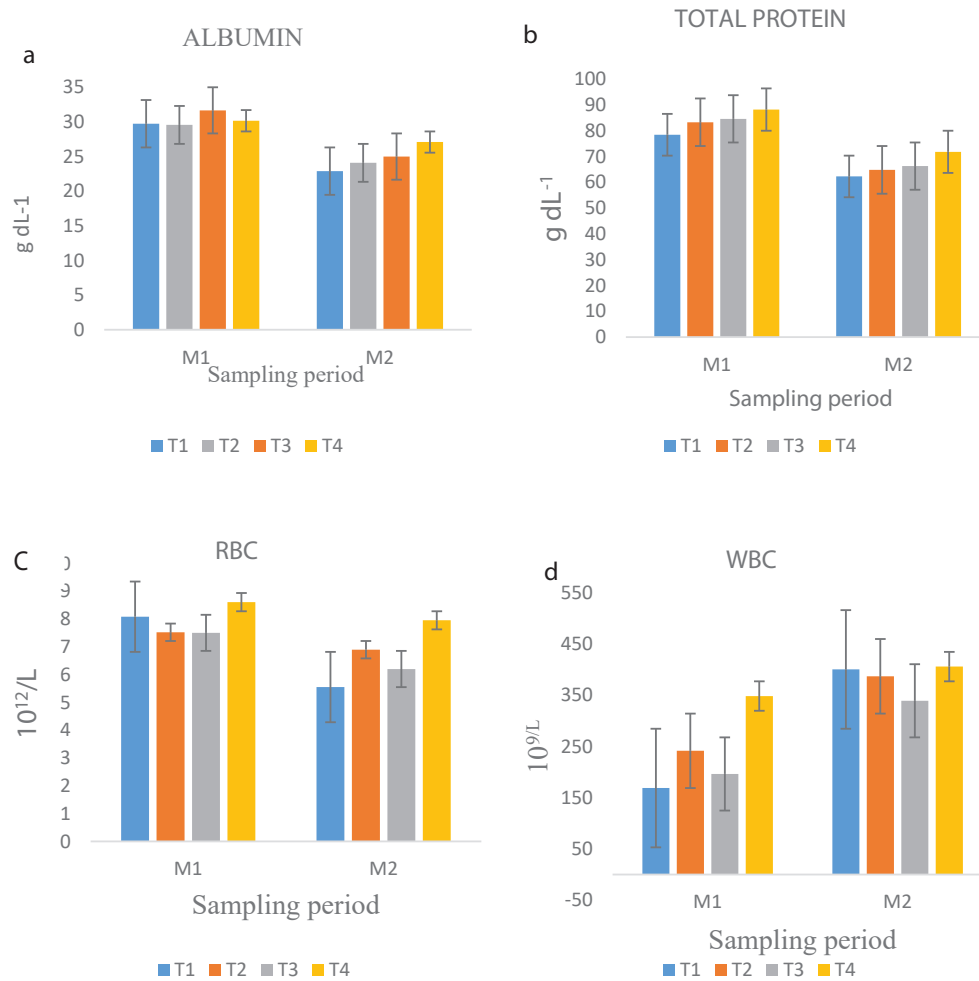 a
ALBUMIN
35
30
25
20
15
10
5
0
g dL-1
M1 M2
Sampling period
T1 T2 T3 T4
b
TOTAL PROTEIN
100
90
80
70
60
50
40
30
20
10
0
g dL⁻¹
M1 M2
Sampling period
T1 T2 T3 T4
C
RBC
0
9
8
7
6
5
4
3
2
1
0
10¹²/L
M1 M2
Sampling period
T1 T2 T3 T4
d
WBC
550
450
350
250
150
50
-50
10⁹/ᴸ
M1 M2
Sampling period
T1 T2 T3 T4